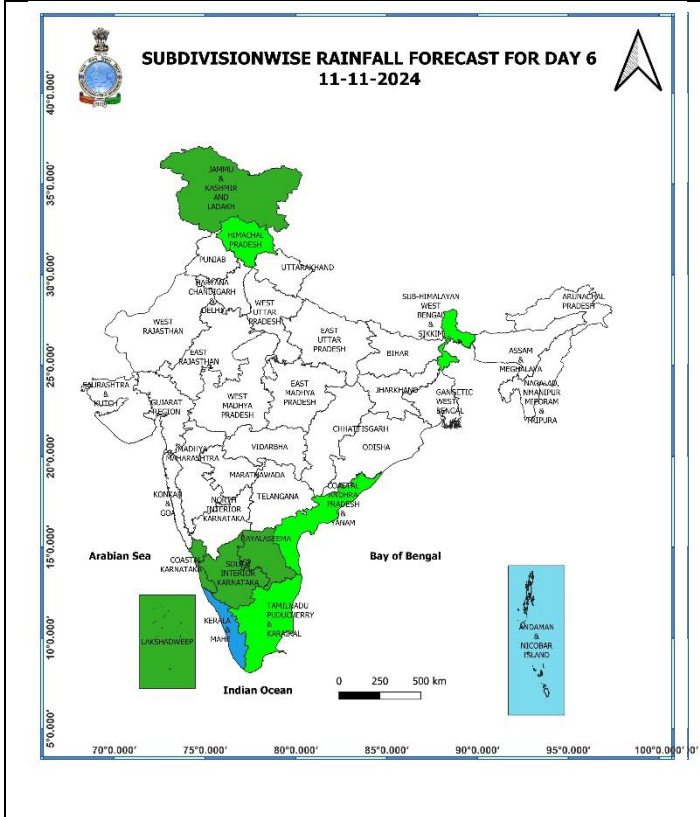 SUBDIVISIONWISE RAINFALL FORECAST FOR DAY 6
11-11-2024
40°0.000'
35°0.000'
30°0.000'
25°0.000'
20°0.000'
15°0.000'
10°0.000'
5°0.000'
JAMMU
&
KASHMIR
AND
LADAKH
HIMACHAL
PRADESH
PUNJAB
UTTARAKHAND
HARYANA
CHANDIGARH
&
DELHI
WEST
UTTAR
PRADESH
WEST
RAJASTHAN
EAST
RAJASTHAN
EAST
UTTAR
PRADESH
SUB-HIMALAYAN
WEST
BENGAL
&
SIKKIM
ARUNACHAL
PRADESH
BIHAR
ASSAM
&
MEGHALAYA
NAGALAD,
MANIPUR
MIZORAM
&
TRIPURA
SAURASHTRA
&
KUTCH
GUJARAT
REGION
WEST
MADHYA
PRADESH
EAST
MADHYA
PRADESH
JHARKHAND
GANGETIC
WEST
BENGAL
CHHATTISGARH
ODISHA
MADHYA
MAHARASHTRA
VIDARBHA
MARATHAWADA
TELANGANA
KONKAN
&
GOA
NORTH
INTERIOR
KARNATAKA
COASTAL
ANDHRA
PRADESH
&
YANAM
RAYALASEEMA
Arabian Sea
Bay of Bengal
COASTAL
KARNATAKA
SOUTH
INTERIOR
KARNATAKA
TAMILNADU
PUDUCHERRY
&
KARAIKAL
KERALA
&
MAHE
LAKSHADWEEP
ANDAMAN
&
NICOBAR
ISLAND
Indian Ocean
0 250 500 km
70°0.000' 75°0.000' 80°0.000' 85°0.000' 90°0.000' 95°0.000' 100°0.000'